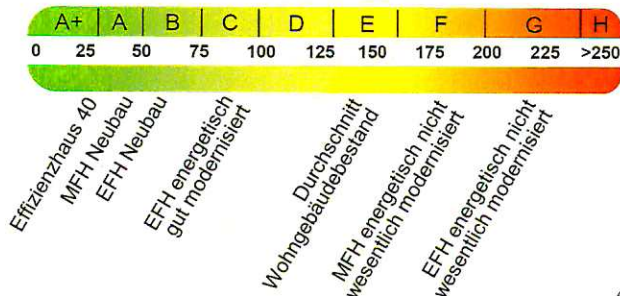 A+ A B C D E F G H
0 25 50 75 100 125 150 175 200 225 >250
Effizienzhaus 40
MFH Neubau
EFH Neubau
EFH energetisch
gut modernisiert
Durchschnitt
Wohngebäudebestand
MFH energetisch nicht
wesentlich modernisiert
EFH energetisch nicht
wesentlich modernisiert